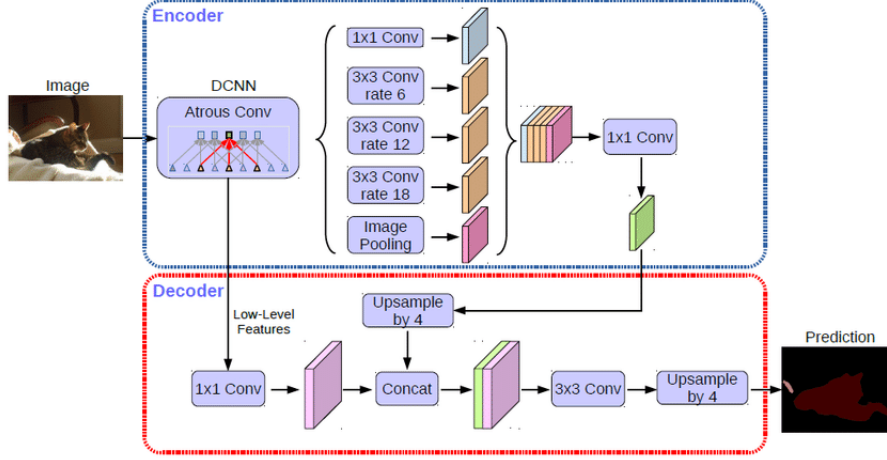 Encoder
Image
DCNN
Atrous Conv
1x1 Conv
3x3 Conv
rate 6
3x3 Conv
rate 12
3x3 Conv
rate 18
Image
Pooling
1x1 Conv
Decoder
Low-Level
Features
Upsample
by 4
1x1 Conv
Concat
3x3 Conv
Upsample
by 4
Prediction